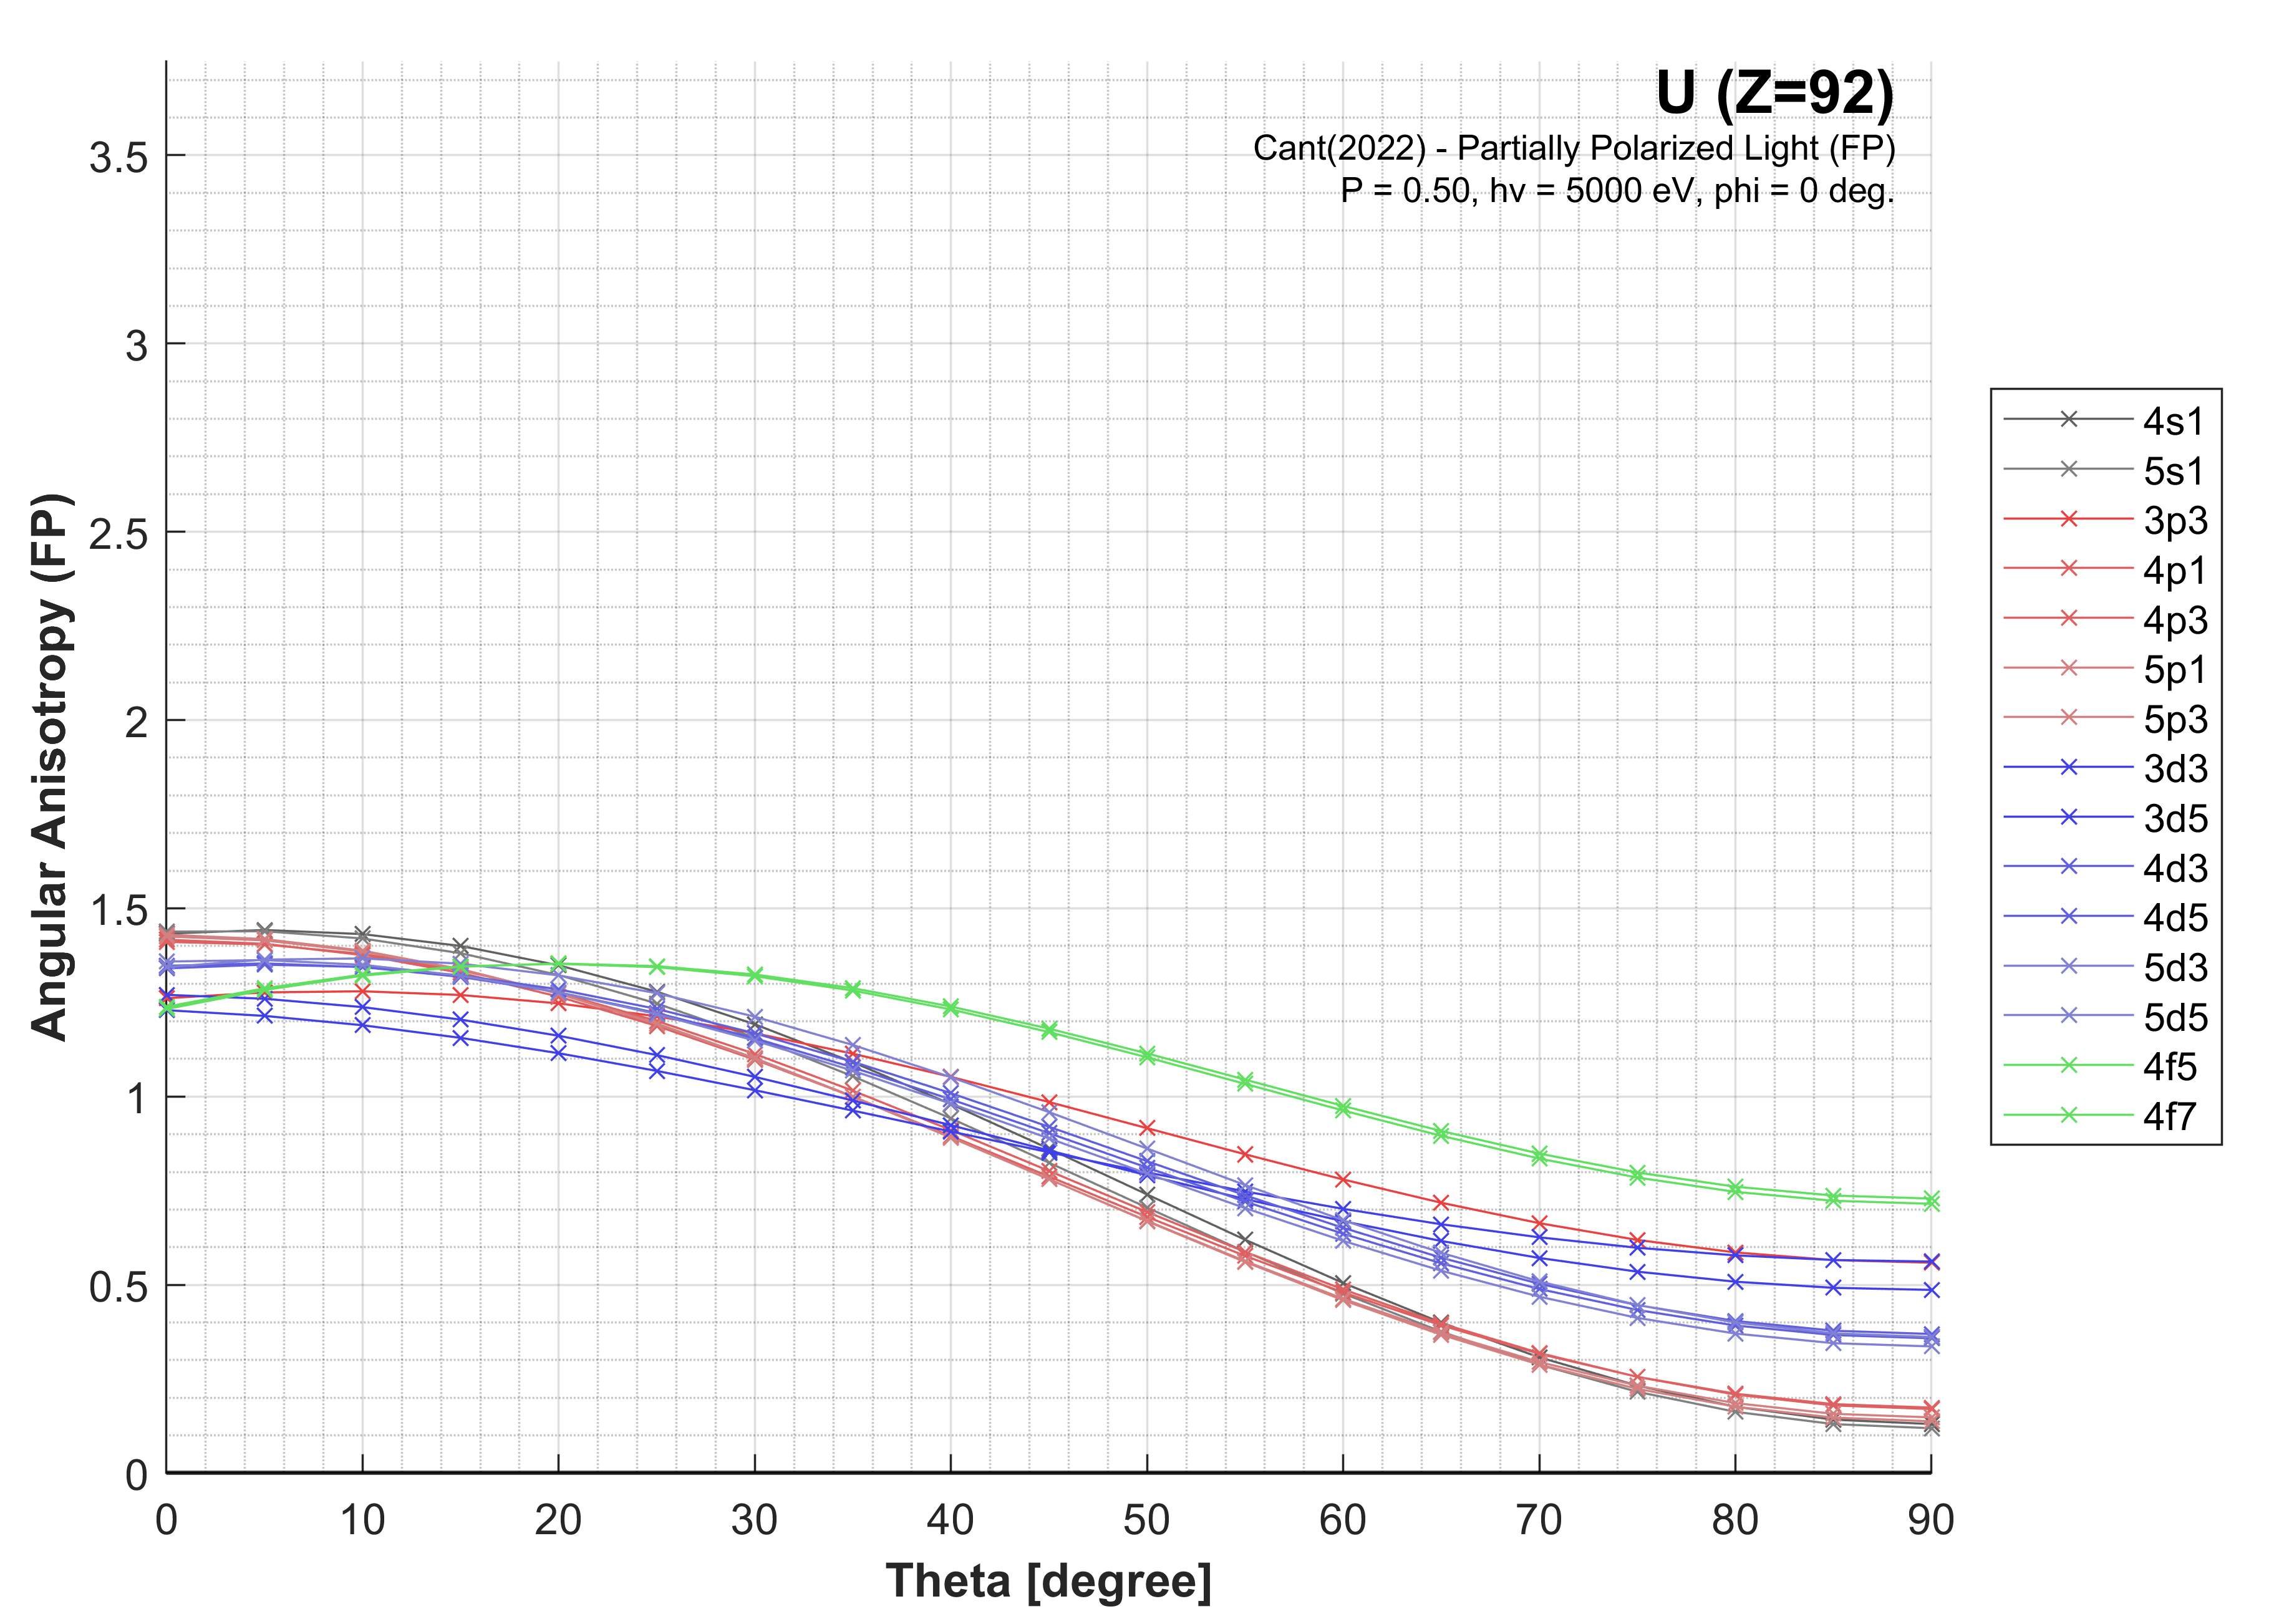 U (Z=92)
Cant(2022) - Partially Polarized Light (FP)
P = 0.50, hv = 5000 eV, phi = 0 deg.
Angular Anisotropy (FP)
3.5
3
2.5
2
1.5
1
0.5
0
0 10 20 30 40 50 60 70 80 90
Theta [degree]
4s1
5s1
3p3
4p1
4p3
5p1
5p3
3d3
3d5
4d3
4d5
5d3
5d5
4f5
4f7